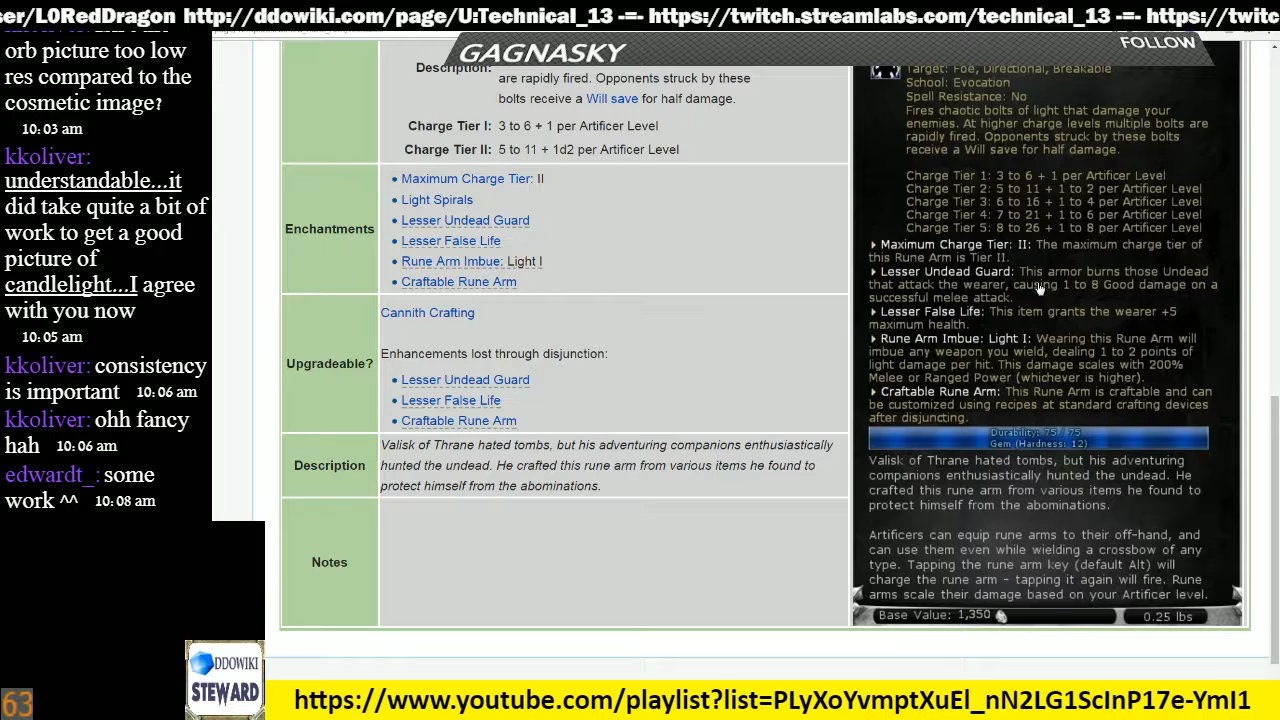 ser/L0RedDragon http://ddowiki.com/page/U:Technical_13 -=- https://twitch.streamlabs.com/technical_13 -=- https://twitc
GAGNASKY
FOLLOW
orb picture too low
res compared to the
cosmetic image?
10:03 am
kkoliver:
understandable...it
did take quite a bit of
work to get a good
picture of
candlelight...I agree
with you now
10:05 am
kkoliver: consistency
is important 10:06 am
kkoliver: ohh fancy
hah 10:06 am
edwardt_: some
work ^^ 10:08 am
63
DDOWIKI
STEWARD
Description:
are rapidly fired. Opponents struck by these
bolts receive a Will save for half damage.
Charge Tier I: 3 to 6 + 1 per Artificer Level
Charge Tier II: 5 to 11 + 1d2 per Artificer Level
Enchantments
• Maximum Charge Tier: II
• Light Spirals
• Lesser Undead Guard
• Lesser False Life
• Rune Arm Imbue: Light I
• Craftable Rune Arm
Upgradeable?
Cannith Crafting
Enhancements lost through disjunction:
• Lesser Undead Guard
• Lesser False Life
• Craftable Rune Arm
Description
Valisk of Thrane hated tombs, but his adventuring companions enthusiastically
hunted the undead. He crafted this rune arm from various items he found to
protect himself from the abominations.
Notes
Target: Foe, Directional, Breakable
School: Evocation
Spell Resistance: No
Fires chaotic bolts of light that damage your
enemies. At higher charge levels multiple bolts are
rapidly fired. Opponents struck by these bolts
receive a Will save for half damage.
Charge Tier 1: 3 to 6 + 1 per Artificer Level
Charge Tier 2: 5 to 11 + 1 to 2 per Artificer Level
Charge Tier 3: 6 to 16 + 1 to 4 per Artificer Level
Charge Tier 4: 7 to 21 + 1 to 6 per Artificer Level
Charge Tier 5: 8 to 26 + 1 to 8 per Artificer Level
Maximum Charge Tier: II: The maximum charge tier of
this Rune Arm is Tier II.
Lesser Undead Guard: This armor burns those Undead
that attack the wearer, causing 1 to 8 Good damage on a
successful melee attack.
Lesser False Life: This item grants the wearer +5
maximum health.
Rune Arm Imbue: Light I: Wearing this Rune Arm will
imbue any weapon you wield, dealing 1 to 2 points of
light damage per hit. This damage scales with 200%
Melee or Ranged Power (whichever is higher).
Craftable Rune Arm: This Rune Arm is craftable and can
be customized using recipes at standard crafting devices
after disjuncting.
Durability: 75 / 75
Gem (Hardness: 12)
Valisk of Thrane hated tombs, but his adventuring
companions enthusiastically hunted the undead. He
crafted this rune arm from various items he found to
protect himself from the abominations.
Artificers can equip rune arms to their off-hand, and
can use them even while wielding a crossbow of any
type. Tapping the rune arm key (default Alt) will
charge the rune arm - tapping it again will fire. Rune
arms scale their damage based on your Artificer level.
Base Value: 1,350
0.25 lbs
https://www.youtube.com/playlist?list=PLyXoYvmptXuEl_nN2LG1ScInP17e-YmI1